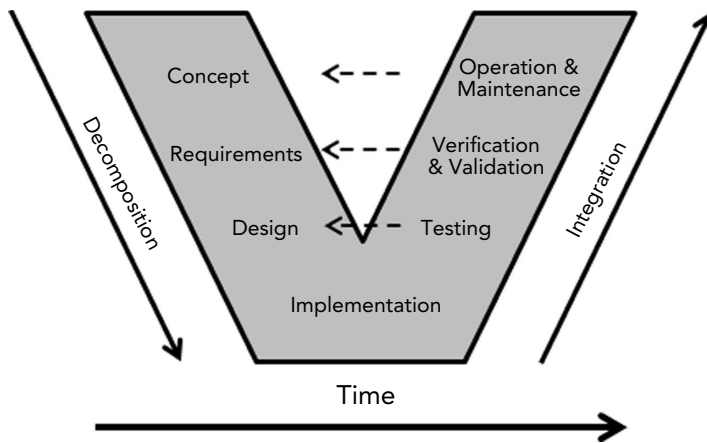 Concept
Operation &
Maintenance
Requirements
Verification
& Validation
Design
Testing
Implementation
Decomposition
Integration
Time